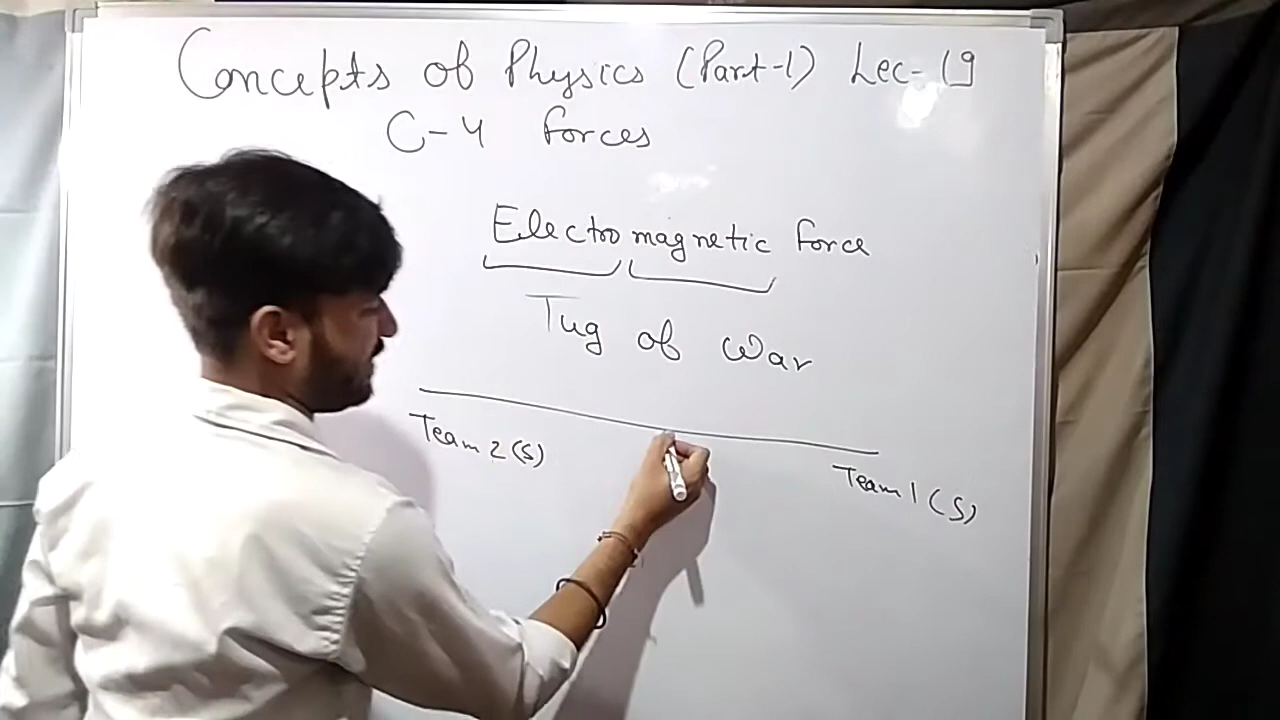 Concepts of Physics (Part-1) Lec-19
C-4 forces
Electromagnetic force
Tug of war
Team 2 (S)
Team 1 (S)